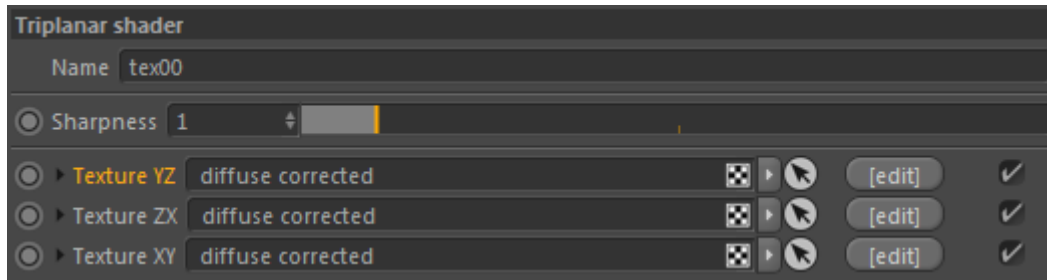 Triplanar shader
Name tex00
Sharpness 1
Texture YZ diffuse corrected [edit]
Texture ZX diffuse corrected [edit]
Texture XY diffuse corrected [edit]